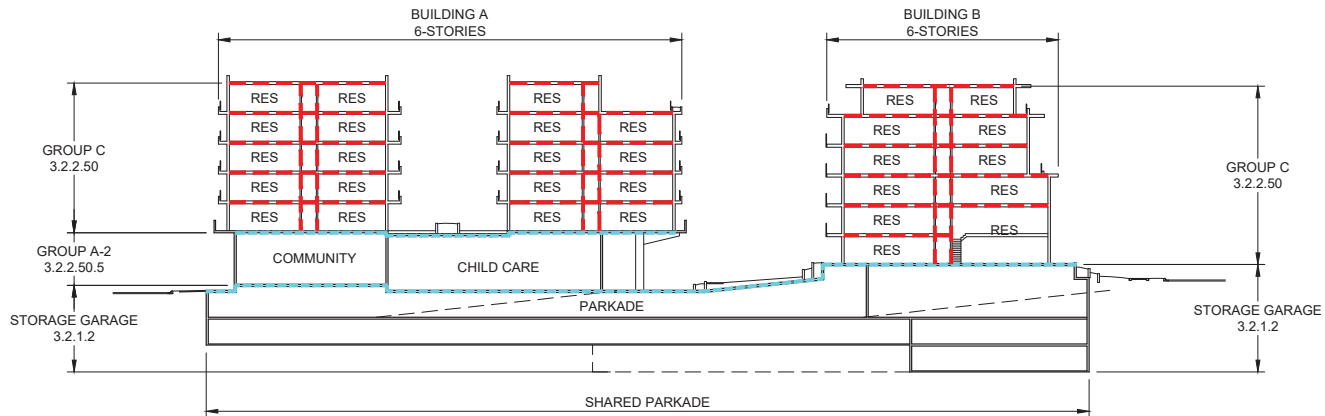 BUILDING A
6-STORIES
BUILDING B
6-STORIES
RES RES RES RES RES
RES RES RES RES RES RES
RES RES RES RES RES RES
RES RES RES RES RES RES
RES RES RES RES RES RES
RES RES
GROUP C
3.2.2.50
GROUP C
3.2.2.50
GROUP A-2
3.2.2.50.5
COMMUNITY
CHILD CARE
STORAGE GARAGE
3.2.1.2
PARKADE
STORAGE GARAGE
3.2.1.2
SHARED PARKADE